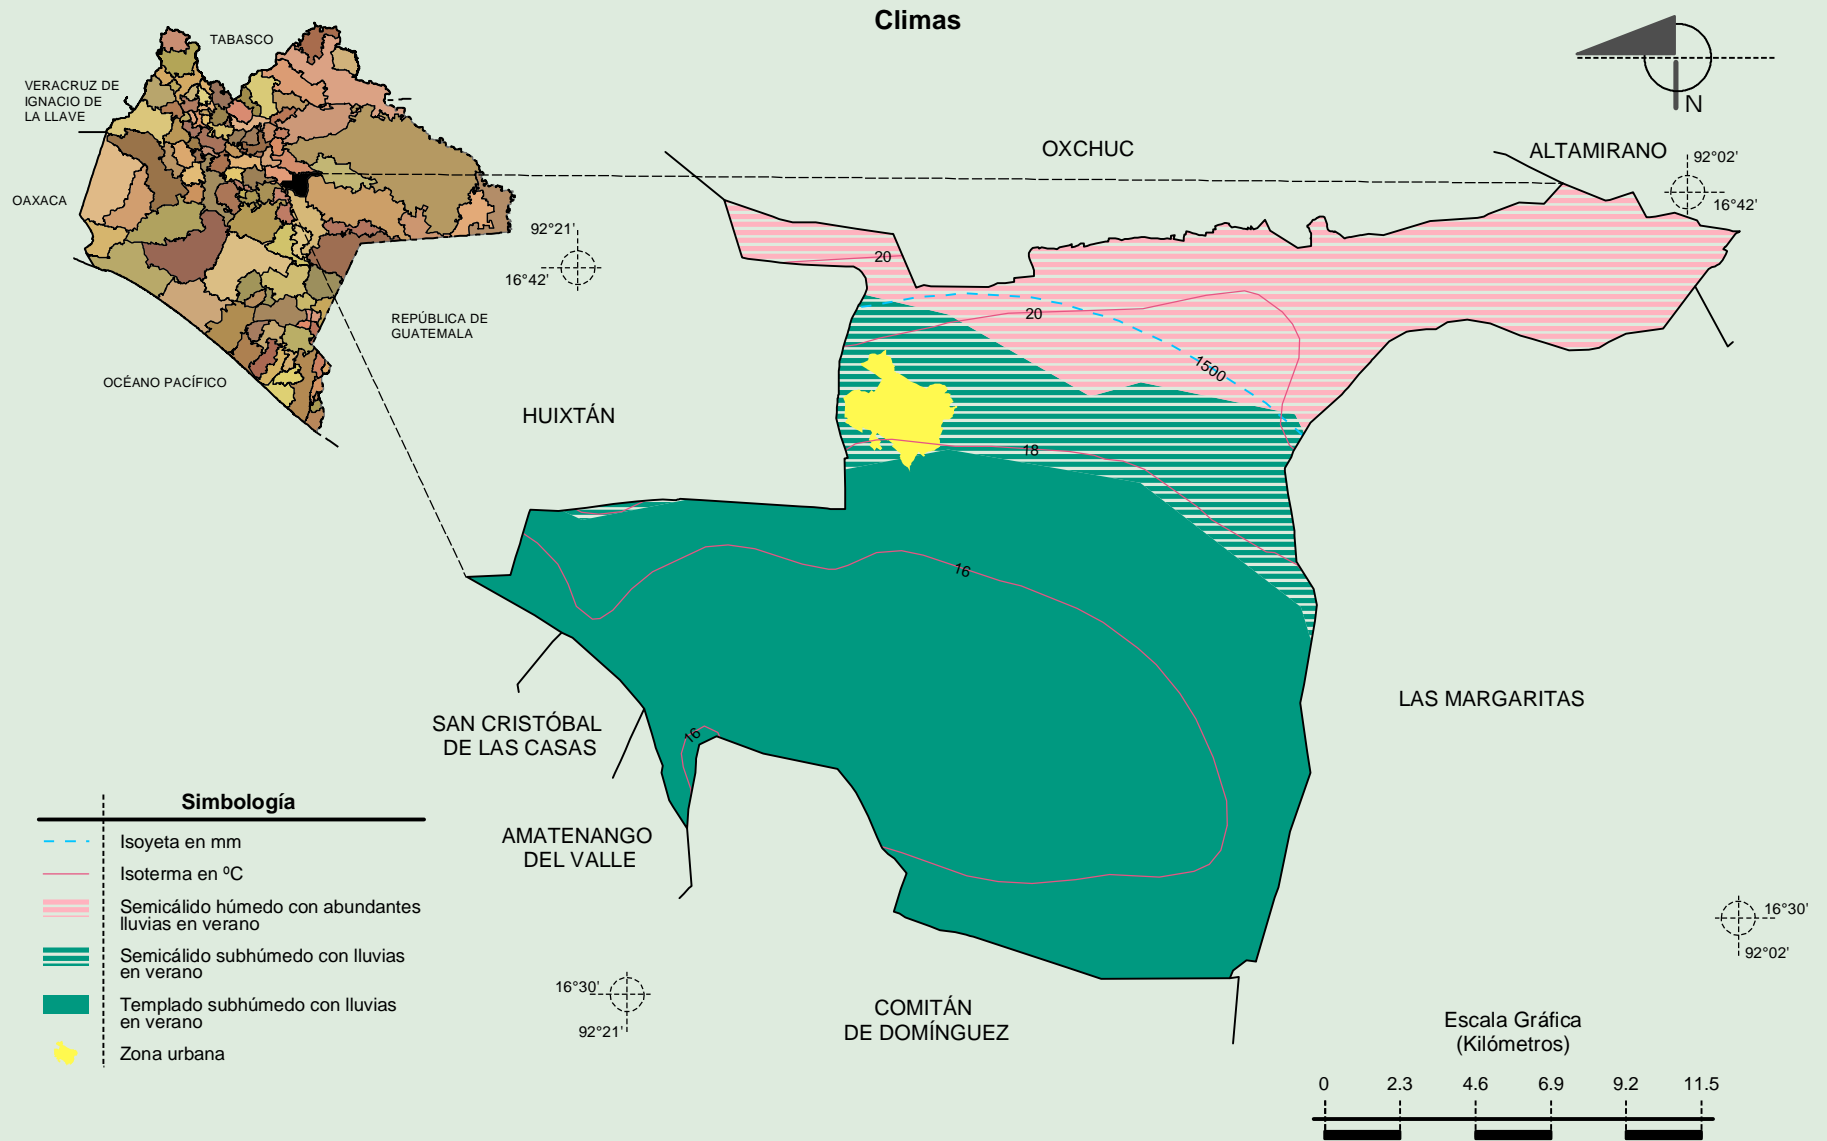 Climas
TABASCO
VERACRUZ DE
IGNACIO DE
LA LLAVE
OAXACA
REPÚBLICA DE
GUATEMALA
OCÉANO PACÍFICO
N
92°21'
16°42'
92°02'
16°42'
OXCHUC
ALTAMIRANO
HUIXTÁN
20
20
1500
18
16
16
LAS MARGARITAS
SAN CRISTÓBAL
DE LAS CASAS
AMATENANGO
DEL VALLE
COMITÁN
DE DOMÍNGUEZ
16°30'
92°21'
16°30'
92°02'
Simbología
Isoyeta en mm
Isoterma en ºC
Semicálido húmedo con abundantes
lluvias en verano
Semicálido subhúmedo con lluvias
en verano
Templado subhúmedo con lluvias
en verano
Zona urbana
Escala Gráfica
(Kilómetros)
0 2.3 4.6 6.9 9.2 11.5